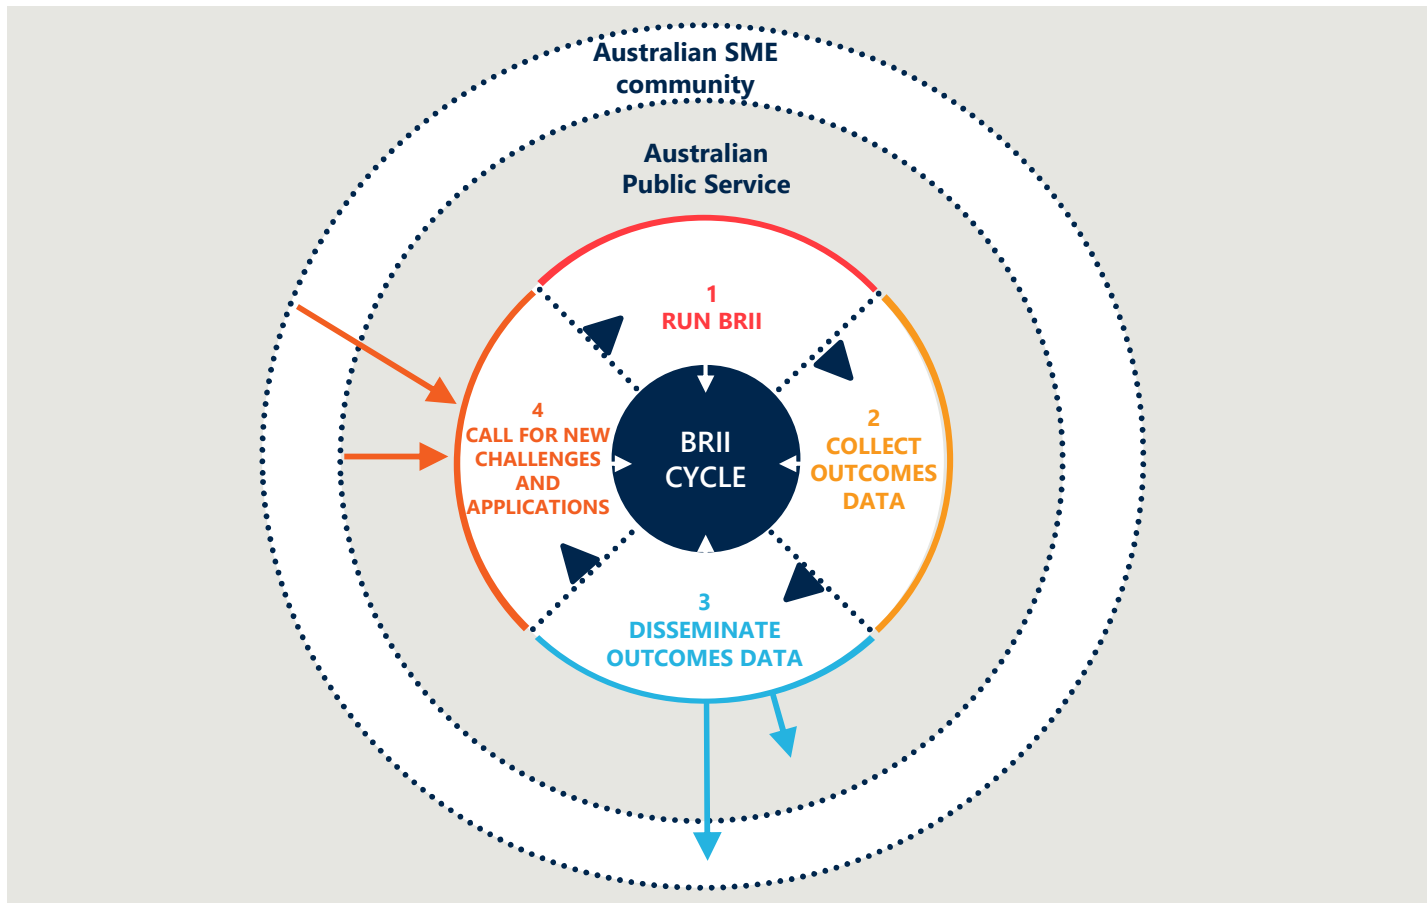 Australian SME
community
Australian
Public Service
1
RUN BRII
2
COLLECT
OUTCOMES
DATA
3
DISSEMINATE
OUTCOMES DATA
4
CALL FOR NEW
CHALLENGES
AND
APPLICATIONS
BRII
CYCLE